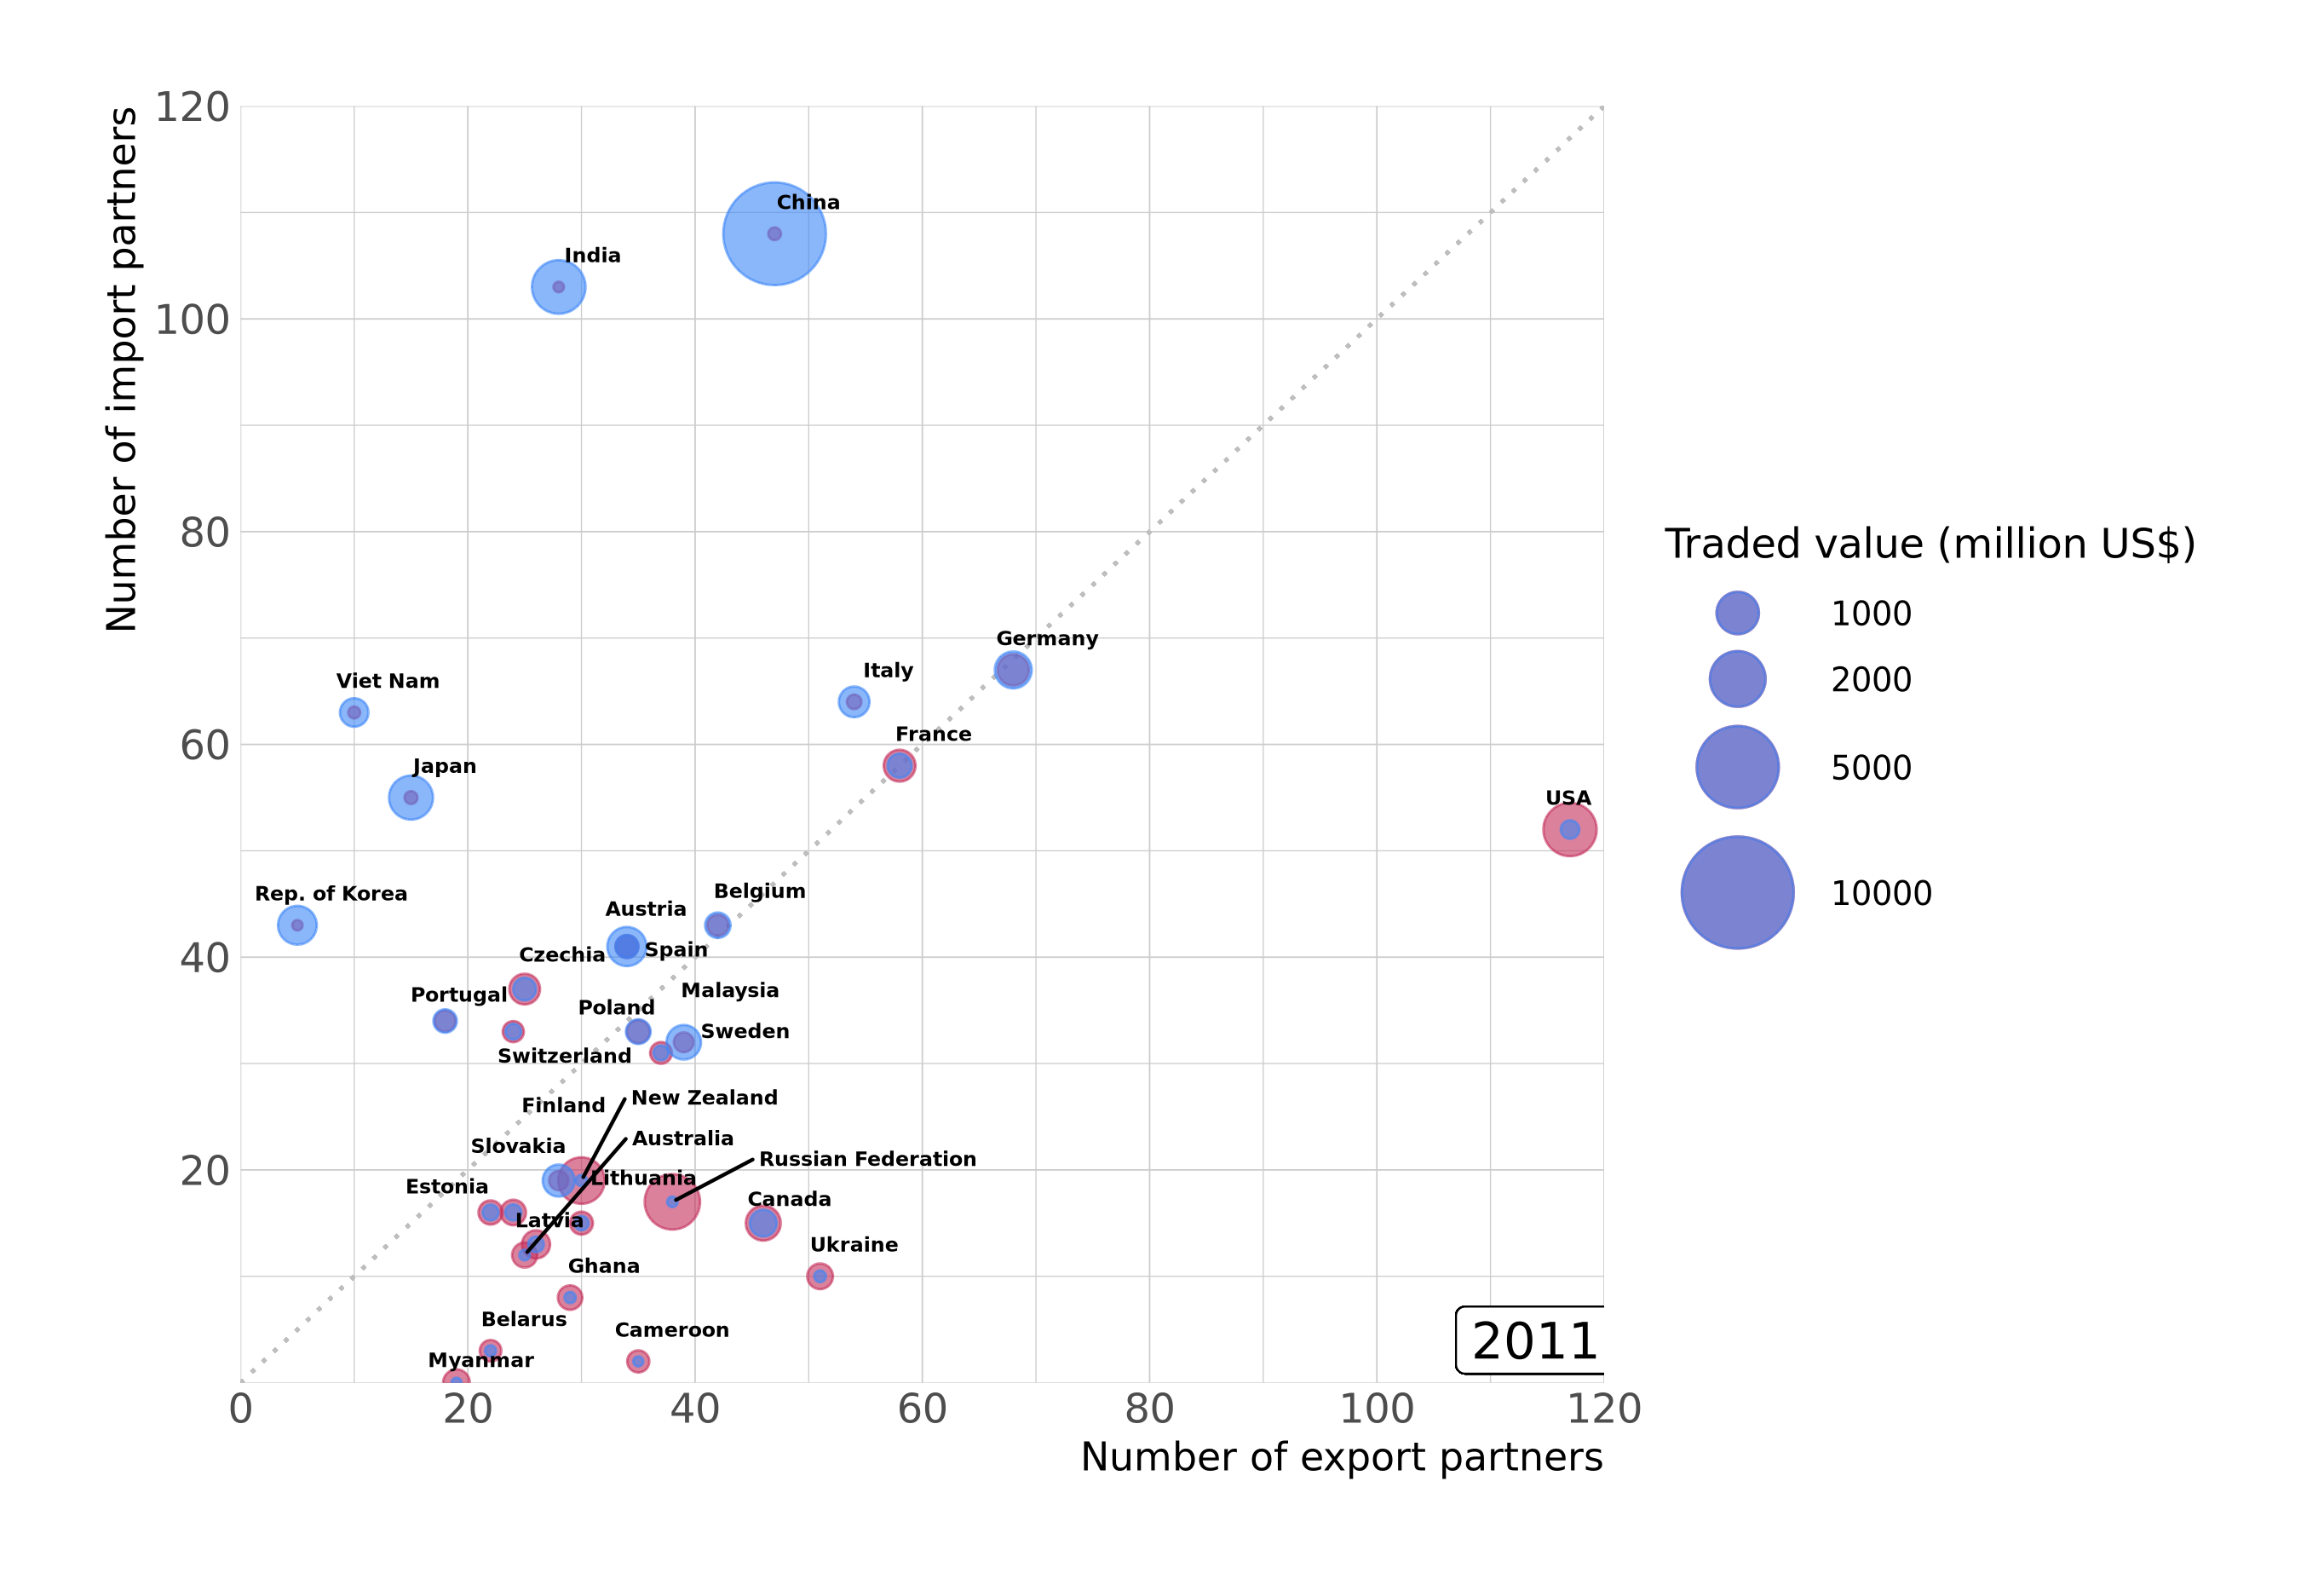 120
100
80
60
40
20
Number of import partners
China
India
Germany
Italy
Viet Nam
France
Japan
USA
Rep. of Korea
Belgium
Austria
Spain
Czechia
Malaysia
Portugal
Poland
Sweden
Switzerland
New Zealand
Finland
Australia
Slovakia
Russian Federation
Lithuania
Estonia
Canada
Latvia
Ukraine
Ghana
Belarus
Cameroon
Myanmar
2011
0 20 40 60 80 100 120
Number of export partners
Traded value (million US$)
1000
2000
5000
10000